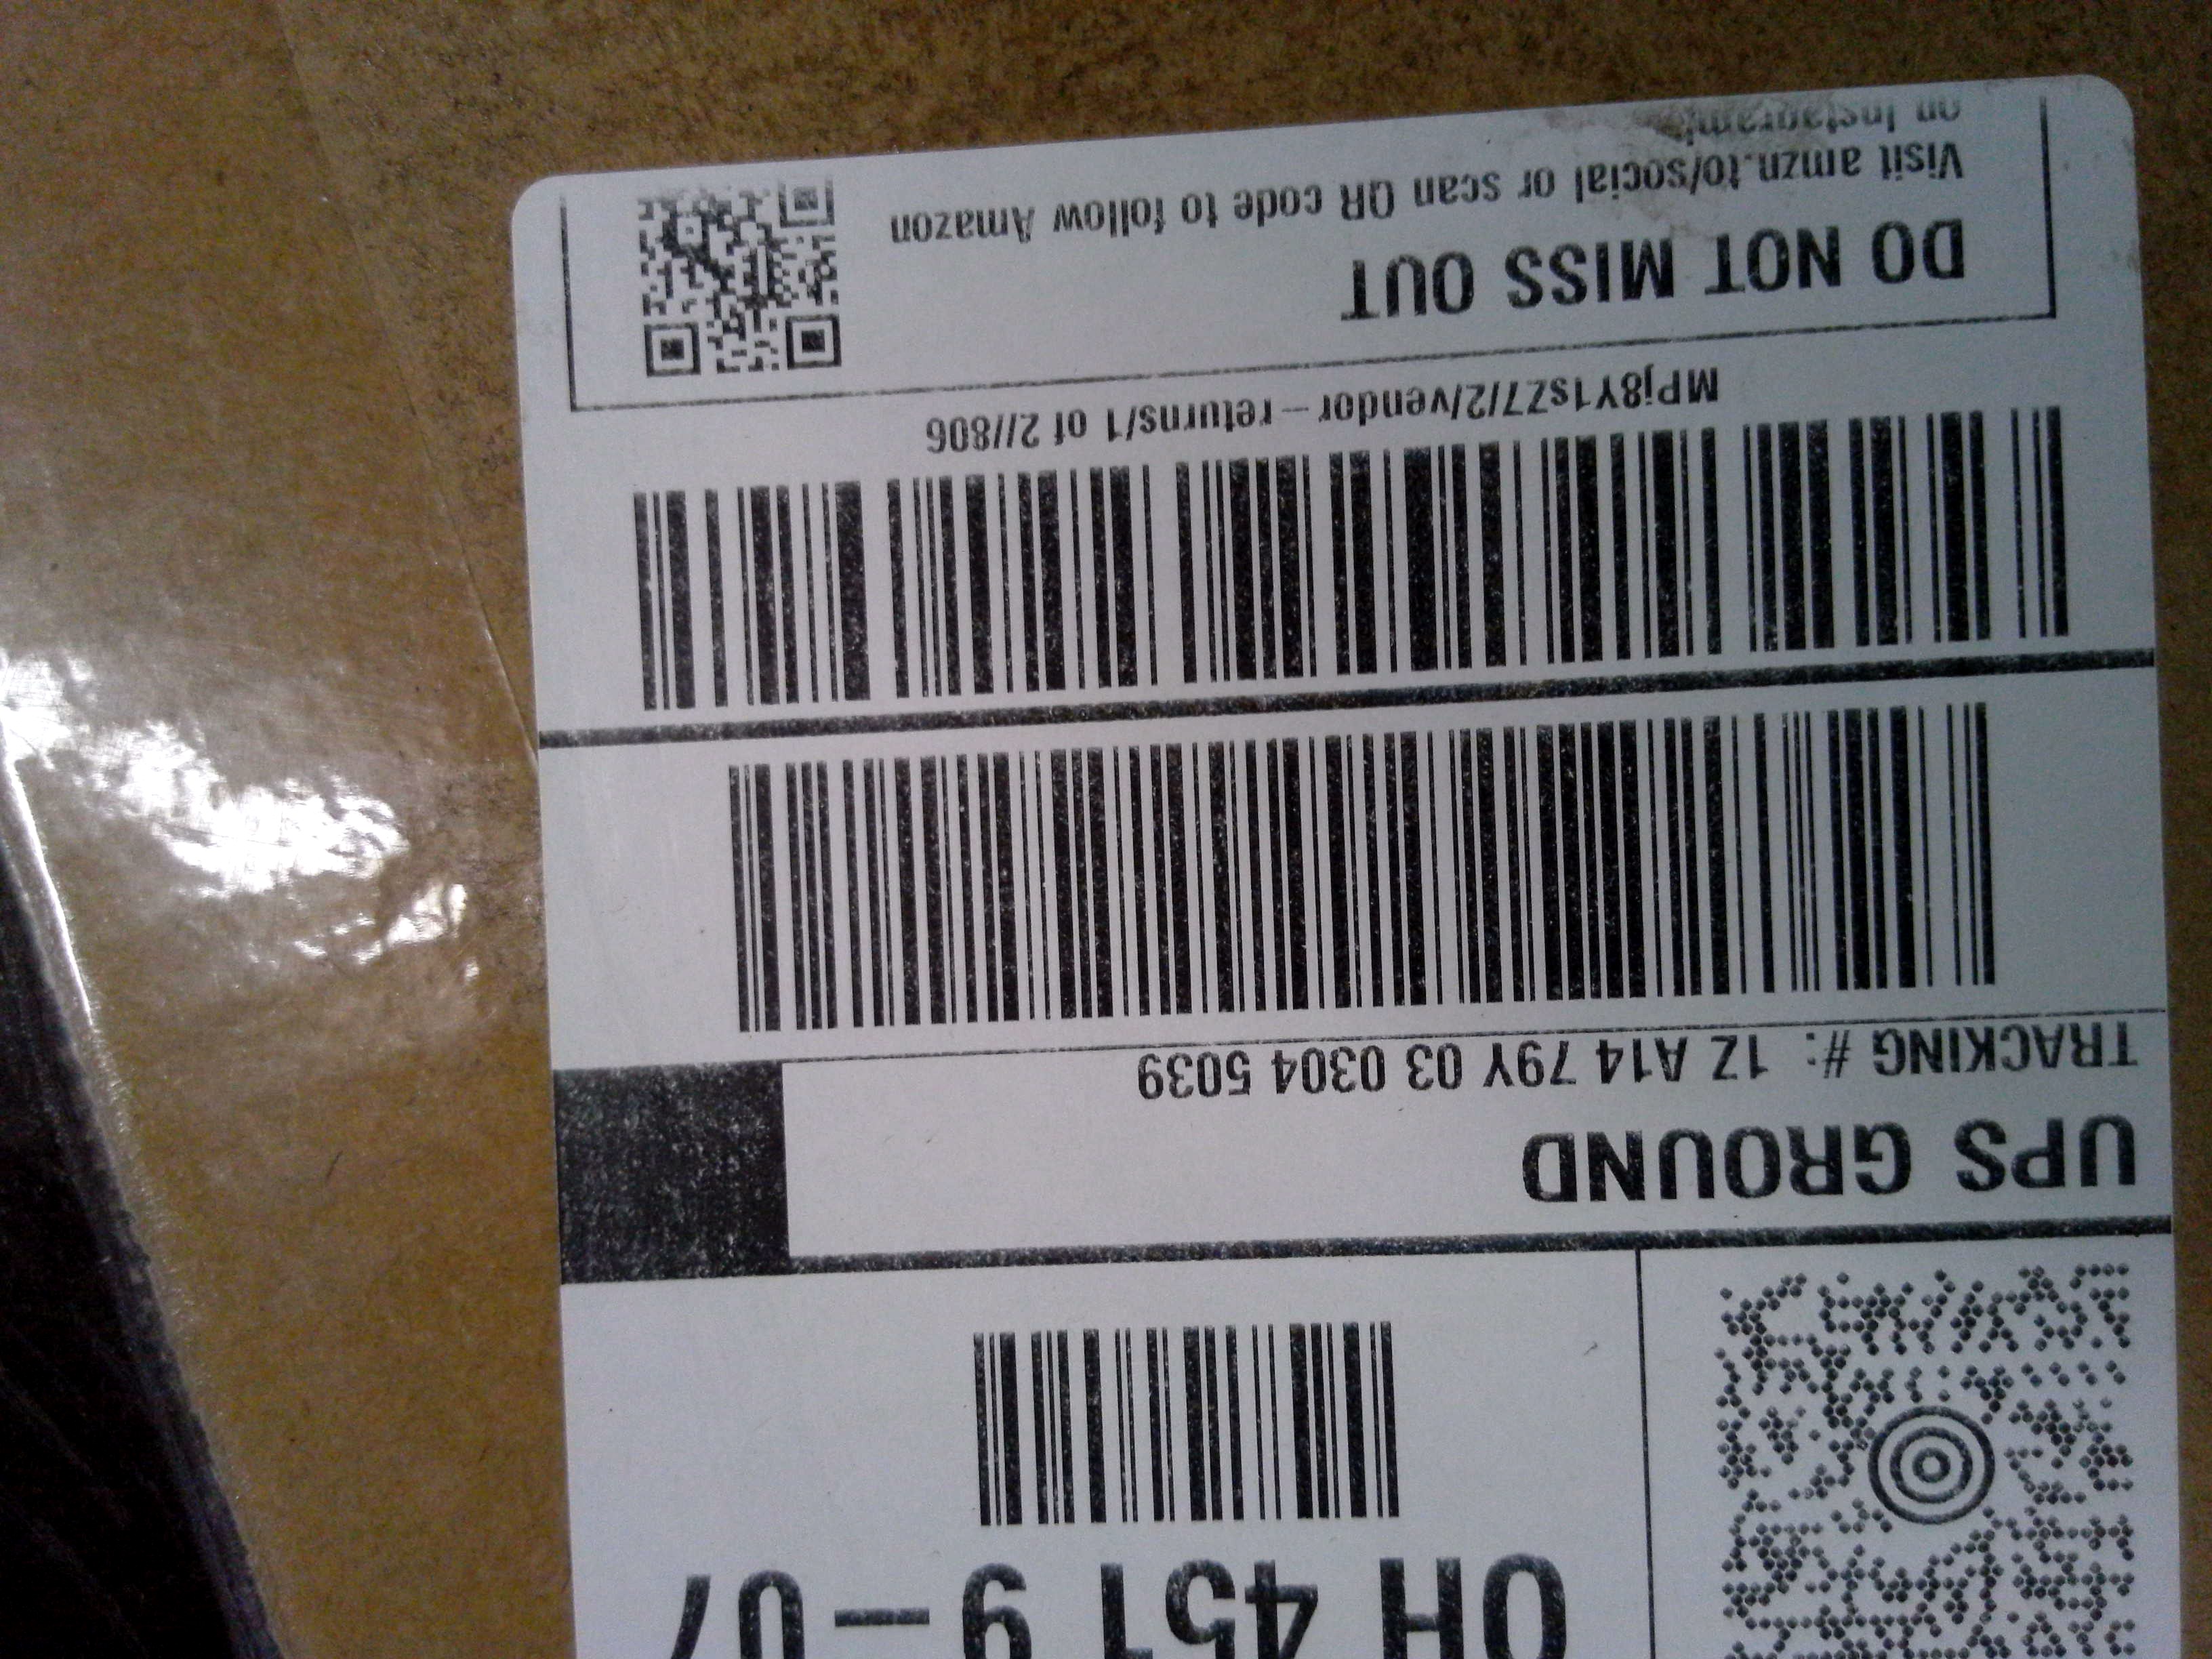 OH 451 9-07
UPS GROUND
TRACKING #: 1Z A14 79Y 03 0304 5039
MPj8Y1sZ7/2/vendor-returns/1 of 2//806
DO NOT MISS OUT
Visit amzn.to/social or scan QR code to follow Amazon
on Instagram!